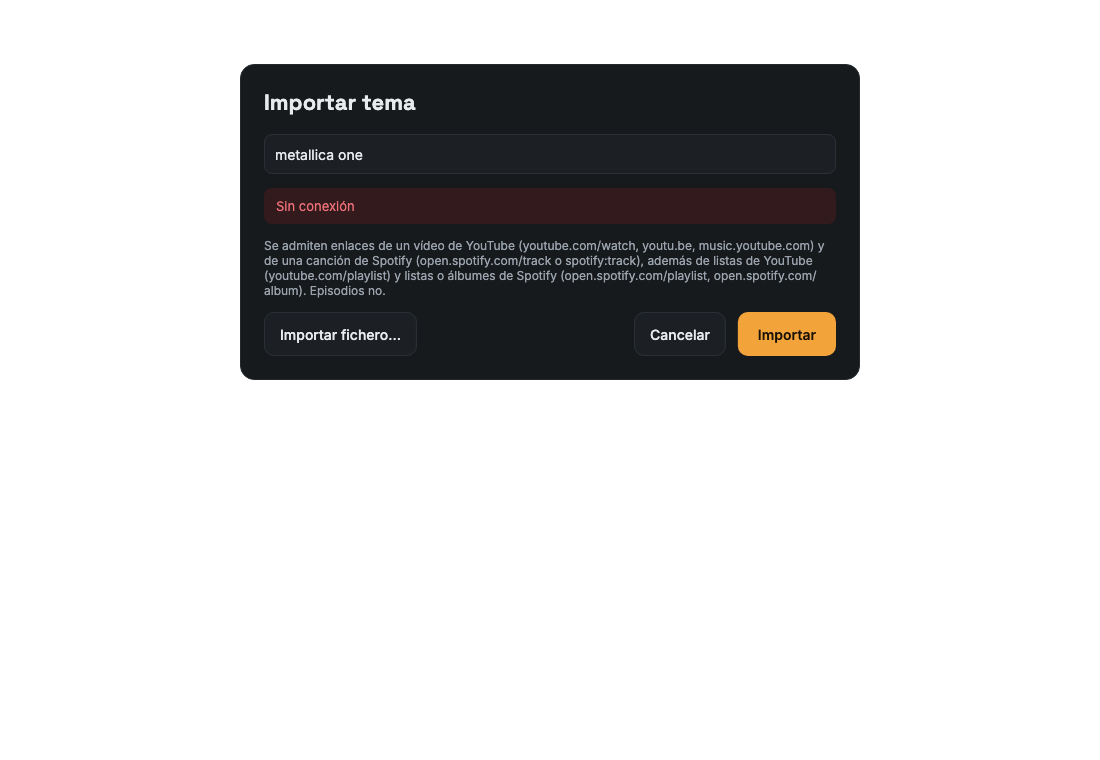 Importar tema
metallica one
Sin conexión
Se admiten enlaces de un vídeo de YouTube (youtube.com/watch, youtu.be, music.youtube.com) y
de una canción de Spotify (open.spotify.com/track o spotify:track), además de listas de YouTube
(youtube.com/playlist) y listas o álbumes de Spotify (open.spotify.com/playlist, open.spotify.com/
album). Episodios no.
Importar fichero... Cancelar Importar